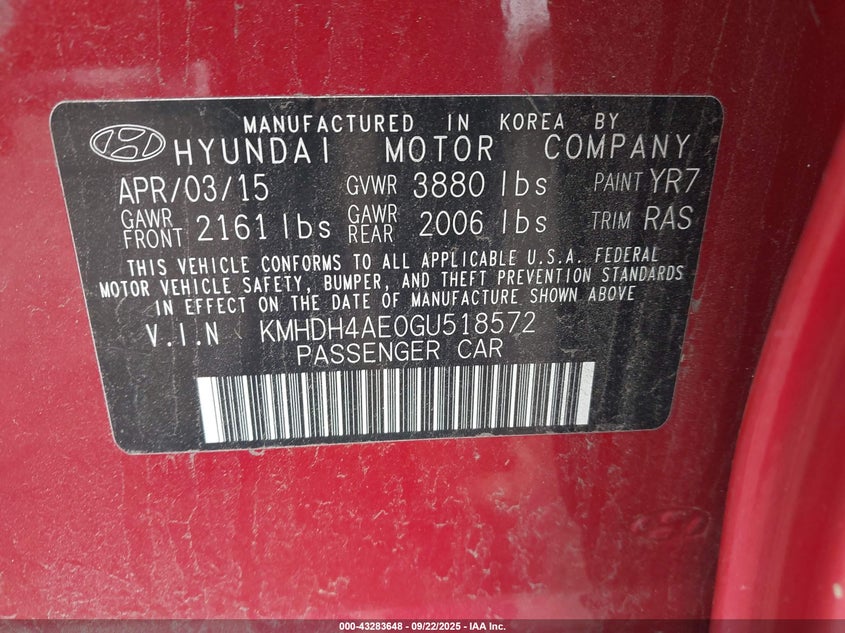 MANUFACTURED IN KOREA BY
HYUNDAI MOTOR COMPANY
APR/03/15 GVWR 3880 lbs PAINT YR7
GAWR FRONT 2161 lbs GAWR REAR 2006 lbs TRIM RAS
THIS VEHICLE CONFORMS TO ALL APPLICABLE U.S.A. FEDERAL
MOTOR VEHICLE SAFETY, BUMPER, AND THEFT PREVENTION STANDARDS
IN EFFECT ON THE DATE OF MANUFACTURE SHOWN ABOVE
V.I.N KMHDH4AE0GU518572
PASSENGER CAR
000-43283648 - 09/22/2025 - IAA Inc.